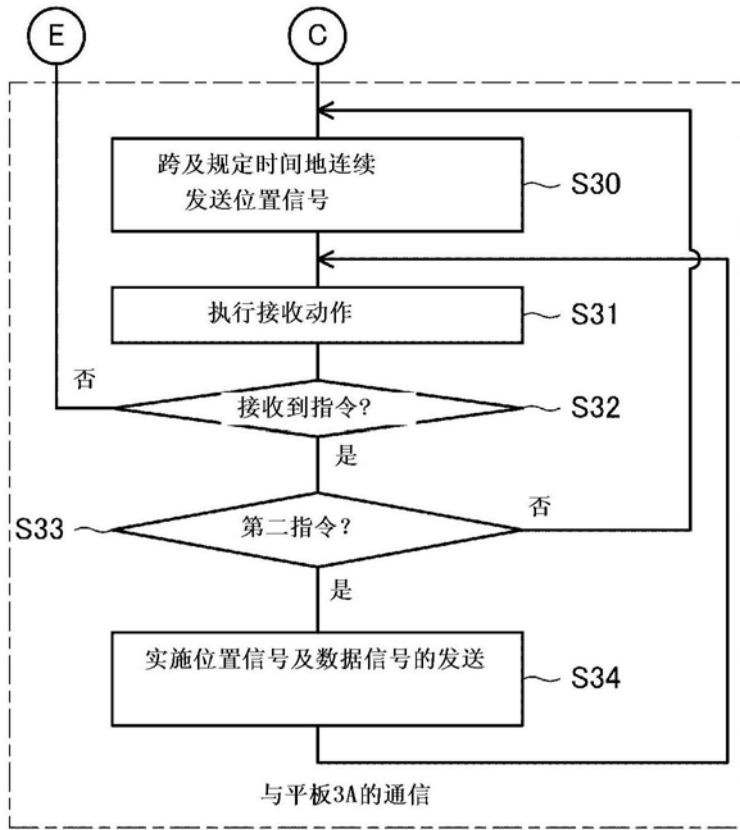 E
C
跨及规定时间地连续
发送位置信号
S30
执行接收动作
S31
否
接收到指令?
S32
是
S33
第二指令?
否
是
实施位置信号及数据信号的发送
S34
与平板3A的通信